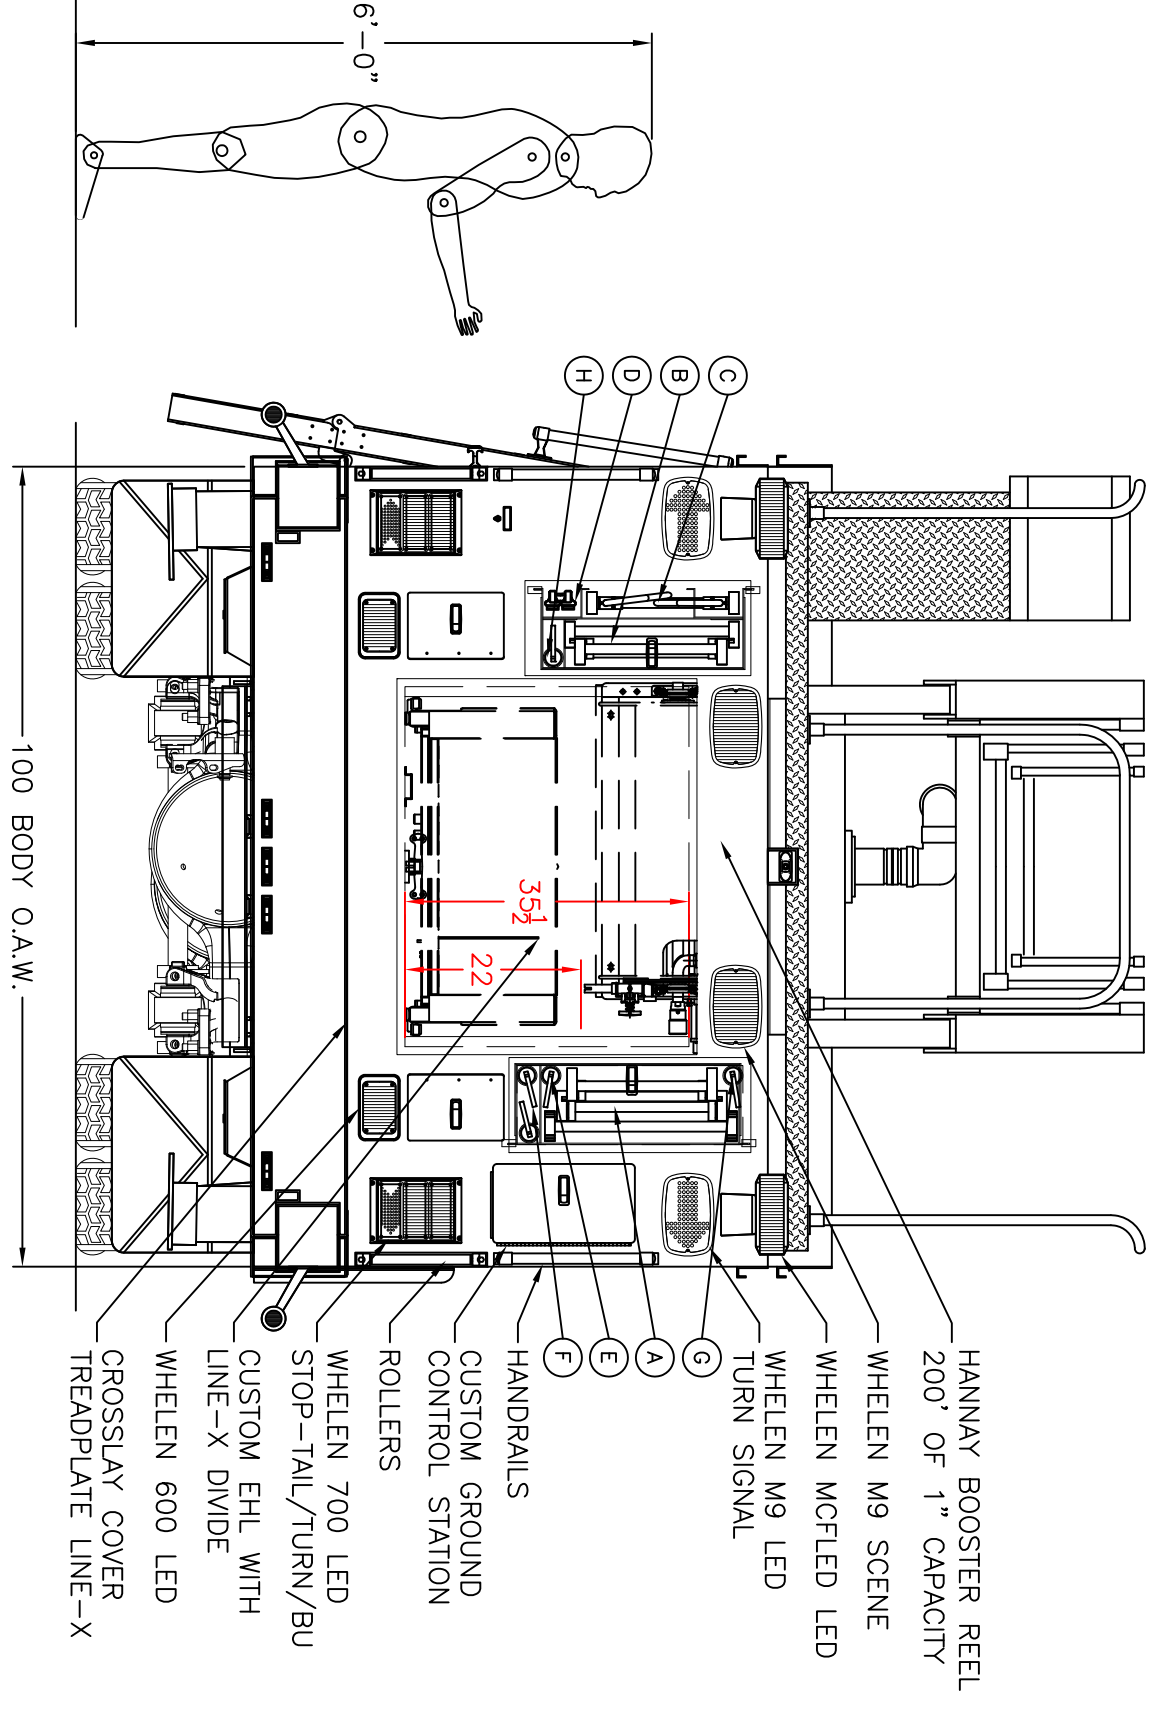 6'-0"
C
B
D
H
100 BODY O.A.W.
35 1/2
22
G
A
E
F
HANNAY BOOSTER REEL
200' OF 1" CAPACITY
WHELEN M9 SCENE
WHELEN MCFLED LED
WHELEN M9 LED
TURN SIGNAL
HANDRAILS
CUSTOM GROUND
CONTROL STATION
ROLLERS
WHELEN 700 LED
STOP-TAIL/TURN/BU
CUSTOM EHL WITH
LINE-X DIVIDE
WHELEN 600 LED
CROSSLAY COVER
TREADPLATE LINE-X